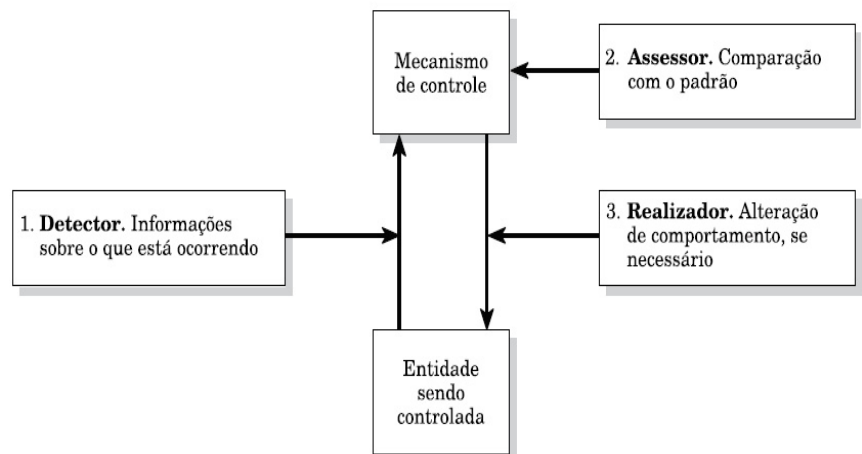 Mecanismo
de controle
2. Assessor. Comparação
com o padrão
1. Detector. Informações
sobre o que está ocorrendo
3. Realizador. Alteração
de comportamento, se
necessário
Entidade
sendo
controlada